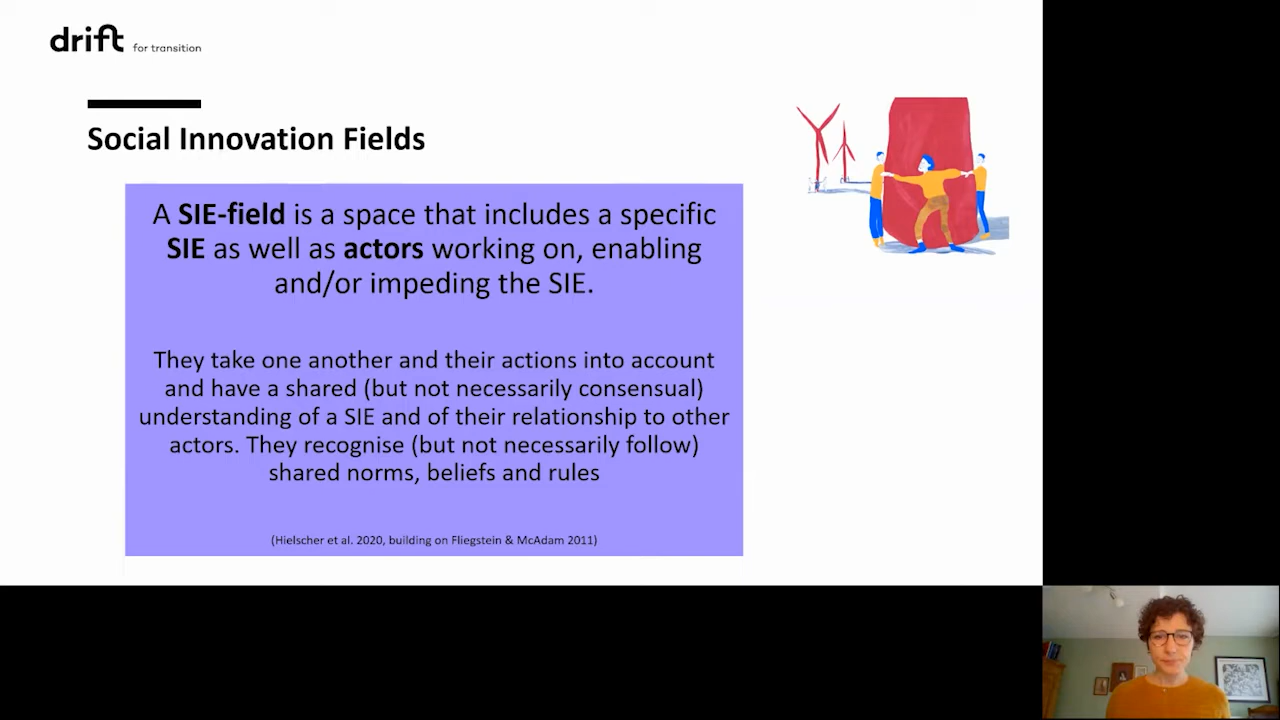 drift for transition
Social Innovation Fields
A SIE-field is a space that includes a specific
SIE as well as actors working on, enabling
and/or impeding the SIE.
They take one another and their actions into account
and have a shared (but not necessarily consensual)
understanding of a SIE and of their relationship to other
actors. They recognise (but not necessarily follow)
shared norms, beliefs and rules
(Hielscher et al. 2020, building on Fliegstein & McAdam 2011)